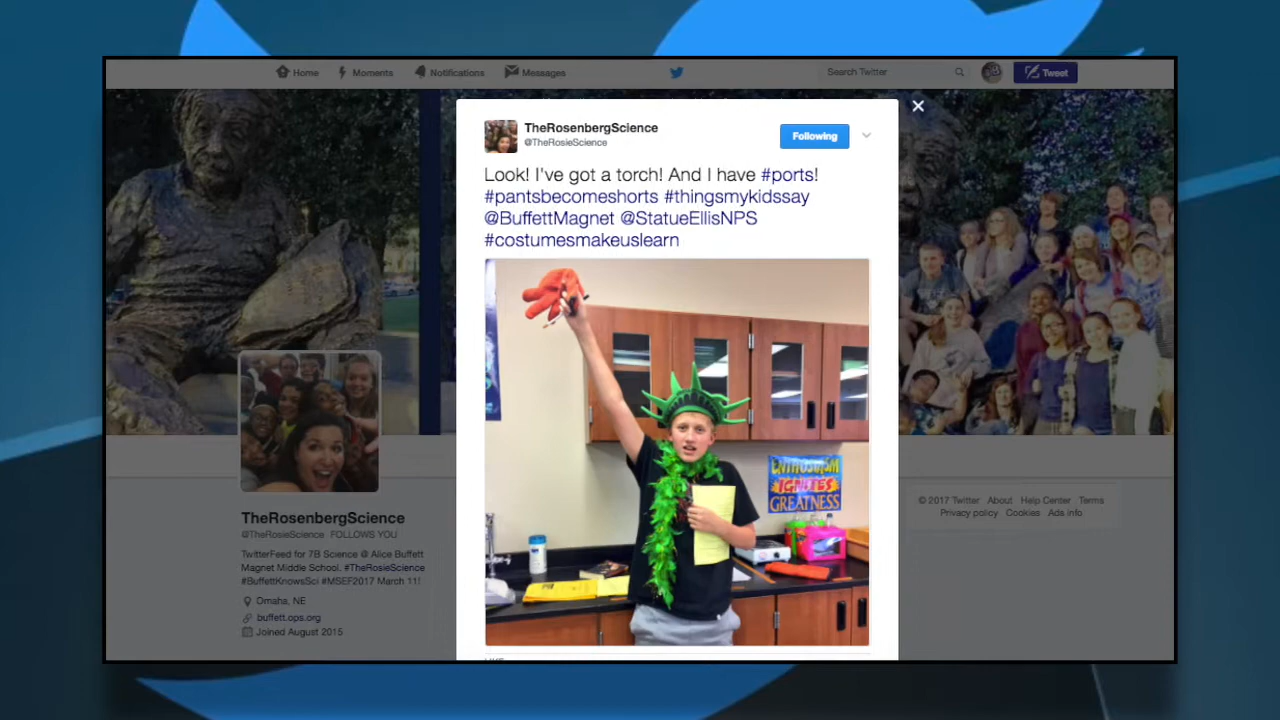 Home Moments Notifications Messages Search Twitter Tweet
TheRosenbergScience
@TheRosieScience
Following
Look! I've got a torch! And I have #ports!
#pantsbecomeshorts #thingsmykidssay
@BuffettMagnet @StatueEllisNPS
#costumesmakeuslearn
ENTHUSIASM
IGNITES
GREATNESS
TheRosenbergScience
@TheRosieScience FOLLOWS YOU
TwitterFeed for 7B Science @ Alice Buffett
Magnet Middle School. #TheRosieScience
#BuffettKnowsSci #MSEF2017 March 11!
Omaha, NE
buffett.ops.org
Joined August 2015
© 2017 Twitter About Help Center Terms
Privacy policy Cookies Ads info